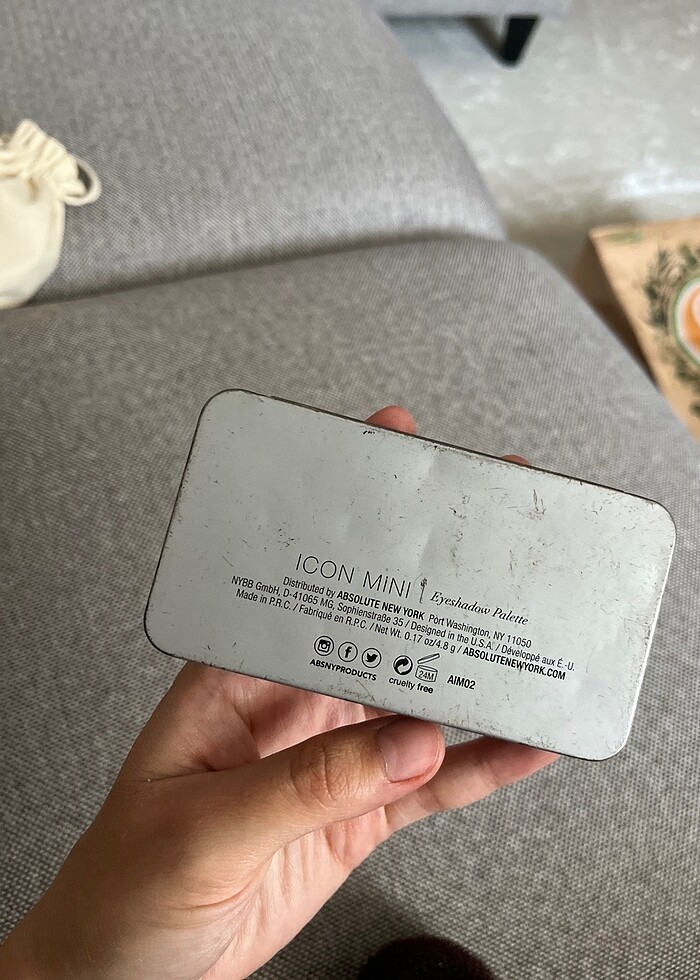 ICON MINI Eyeshadow Palette
Distributed by ABSOLUTE NEW YORK Port Washington, NY 11050
NYBB GmbH, D-41065 MG, Sophienstraße 35 / Designed in the U.S.A. / Développé aux É.-U.
Made in P.R.C. / Fabriqué en R.P.C. / Net Wt. 0.17 oz/4.8 g / ABSOLUTENEWYORK.COM
24M
ABSNYPRODUCTS cruelty free AIM02